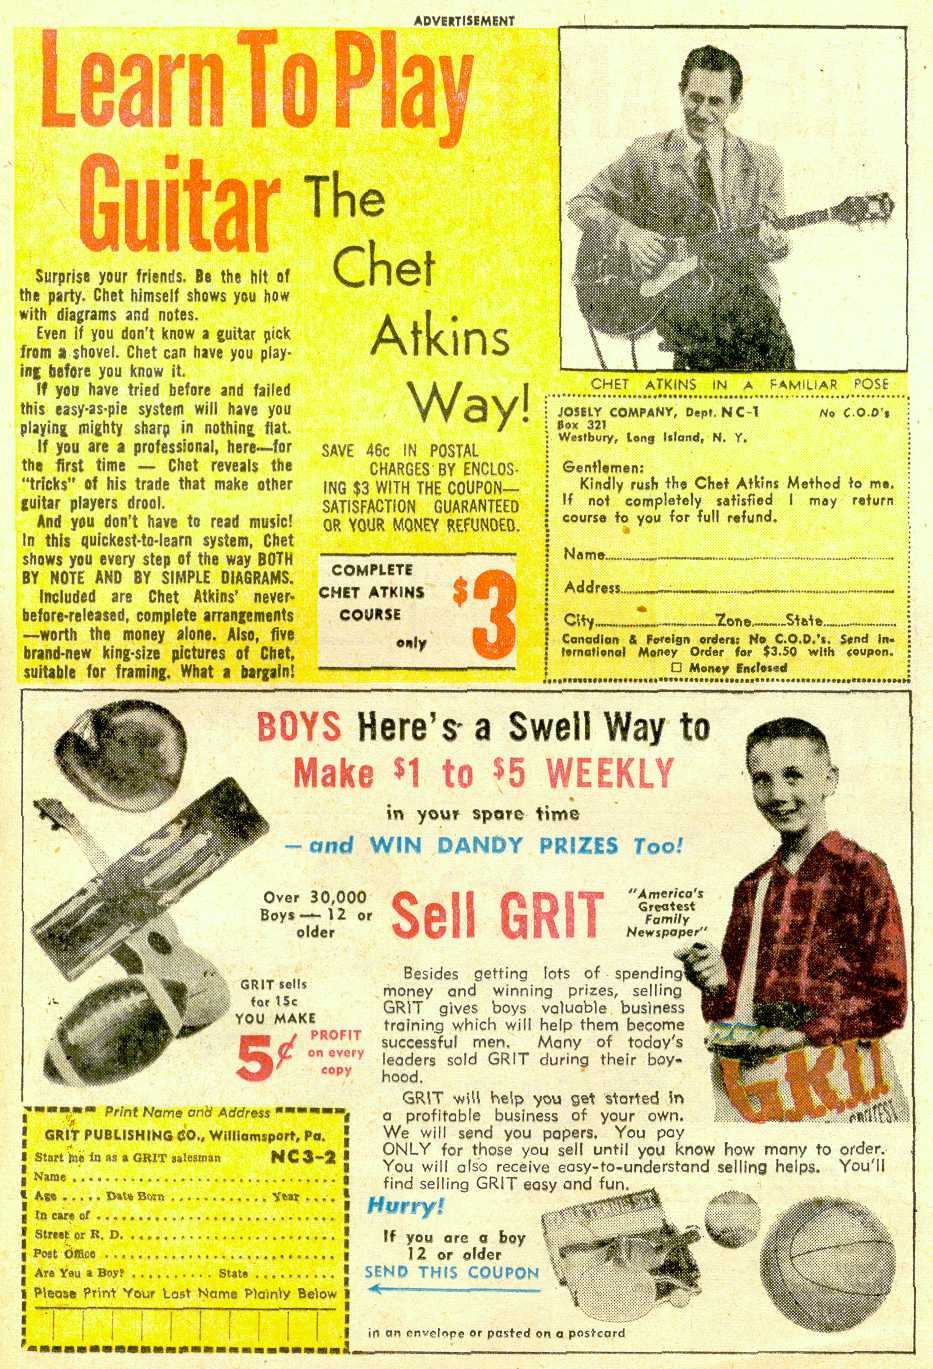 ADVERTISEMENT
Learn To Play
Guitar
The
Chet
Atkins
Way!
Surprise your friends. Be the hit of
the party. Chet himself shows you how
with diagrams and notes.
Even if you don't know a guitar pick
from a shovel. Chet can have you play-
ing before you know it.
If you have tried before and failed
this easy-as-pie system will have you
playing mighty sharp in nothing flat.
If you are a professional, here—for
the first time — Chet reveals the
"tricks" of his trade that make other
guitar players drool.
And you don't have to read music!
In this quickest-to-learn system, Chet
shows you every step of the way BOTH
BY NOTE AND BY SIMPLE DIAGRAMS.
Included are Chet Atkins' never-
before-released, complete arrangements
—worth the money alone. Also, five
brand-new king-size pictures of Chet,
suitable for framing. What a bargain!
SAVE 46c IN POSTAL
CHARGES BY ENCLOS-
ING $3 WITH THE COUPON—
SATISFACTION GUARANTEED
OR YOUR MONEY REFUNDED.
COMPLETE
CHET ATKINS
COURSE
only
$3
CHET ATKINS IN A FAMILIAR POSE
JOSELY COMPANY, Dept. NC-1 No C.O.D's
Box 321
Westbury, Long Island, N. Y.
Gentlemen:
Kindly rush the Chet Atkins Method to me.
If not completely satisfied I may return
course to you for full refund.
Name
Address
City Zone State
Canadian & Foreign orders: No C.O.D.'s. Send in-
ternational Money Order for $3.50 with coupon.
□ Money Enclosed
BOYS Here's a Swell Way to
Make $1 to $5 WEEKLY
in your spare time
— and WIN DANDY PRIZES Too!
Over 30,000
Boys — 12 or
older
Sell GRIT
"America's
Greatest
Family
Newspaper"
GRIT sells
for 15c
YOU MAKE
5¢
PROFIT
on every
copy
Besides getting lots of spending
money and winning prizes, selling
GRIT gives boys valuable business
training which will help them become
successful men. Many of today's
leaders sold GRIT during their boy-
hood.
GRIT will help you get started in
a profitable business of your own.
We will send you papers. You pay
ONLY for those you sell until you know how many to order.
You will also receive easy-to-understand selling helps. You'll
find selling GRIT easy and fun.
GRIT
Print Name and Address
GRIT PUBLISHING CO., Williamsport, Pa.
Start me in as a GRIT salesman NC3-2
Name
Age Date Born Year
In care of
Street or R. D.
Post Office
Are You a Boy? State
Please Print Your Last Name Plainly Below
Hurry!
If you are a boy
12 or older
SEND THIS COUPON
in an envelope or pasted on a postcard